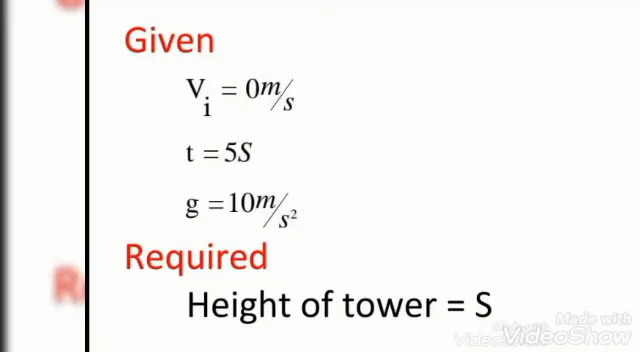 Given
Vi = 0m/s
t = 5S
g = 10m/s²
Required
Height of tower = S
Made with
VideoShow